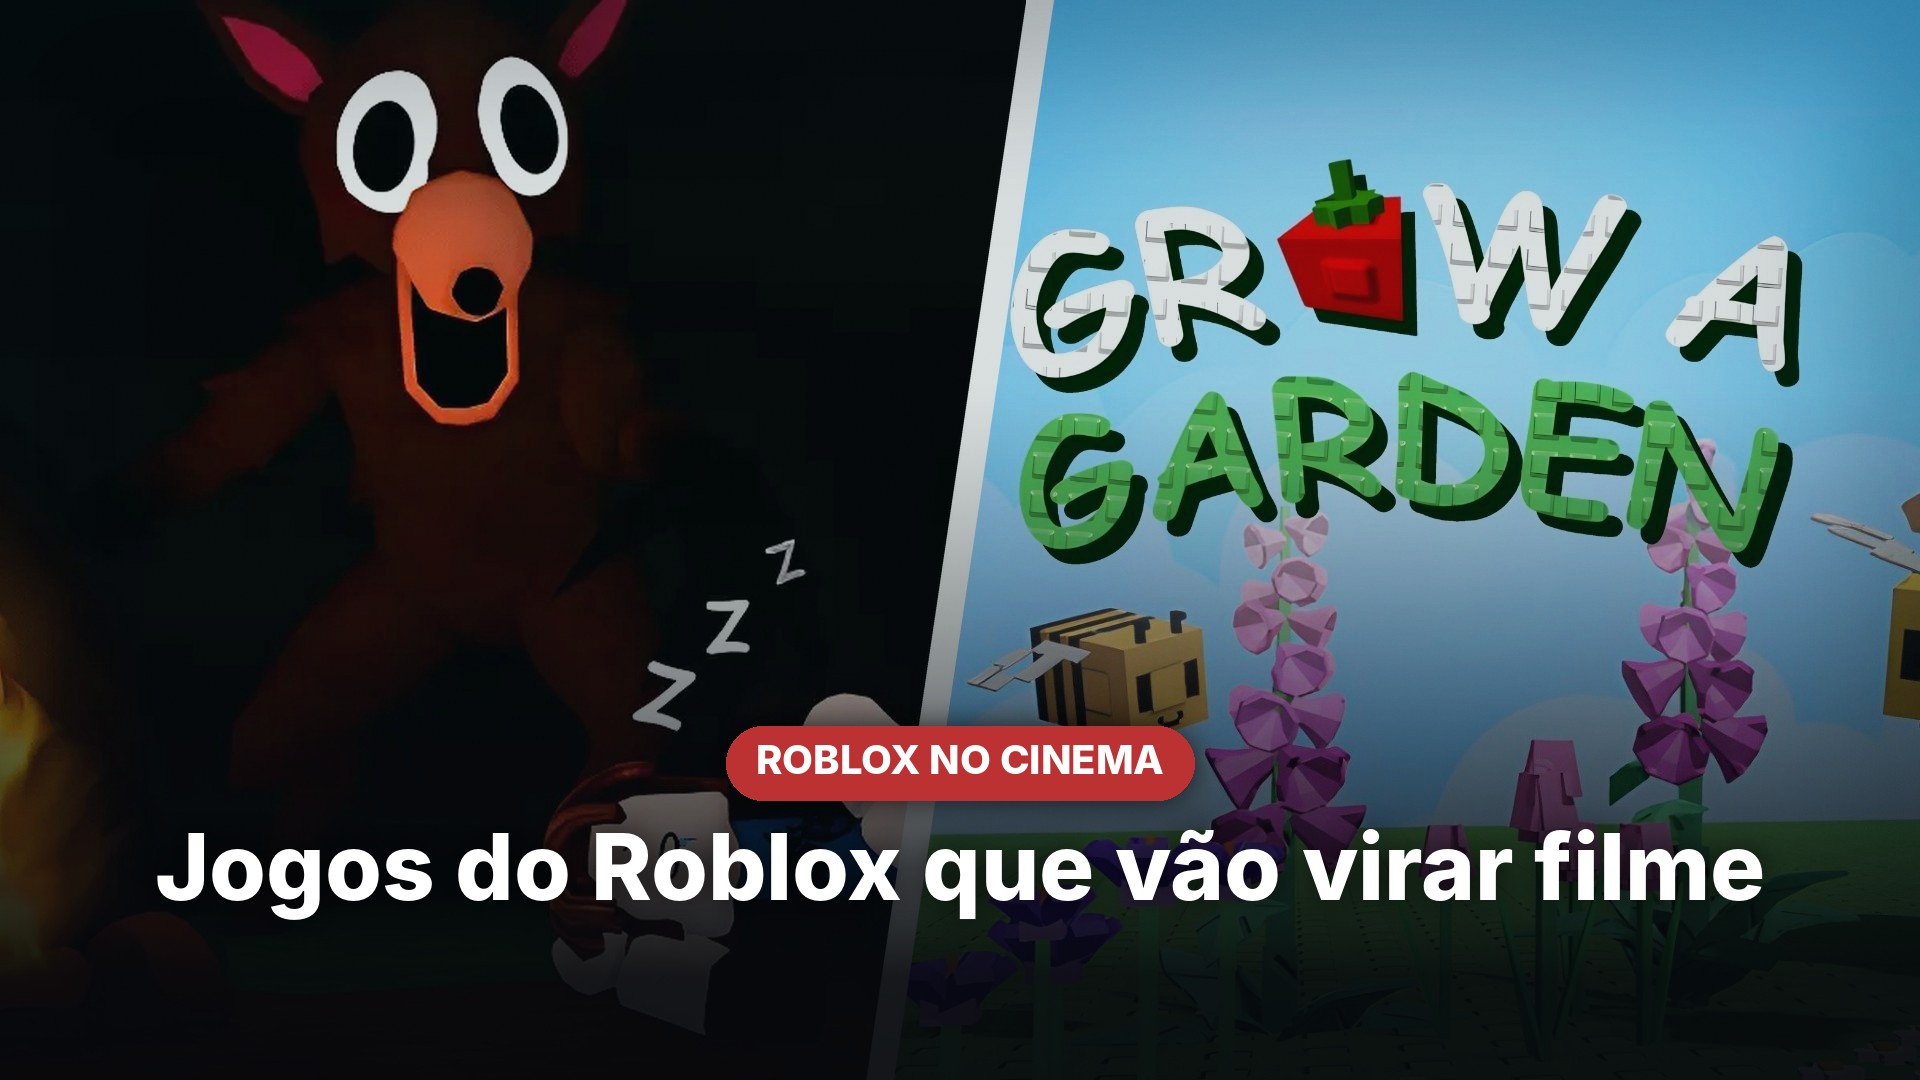 GROW A
GARDEN
Z
Z
Z
ROBLOX NO CINEMA
Jogos do Roblox que vão virar filme